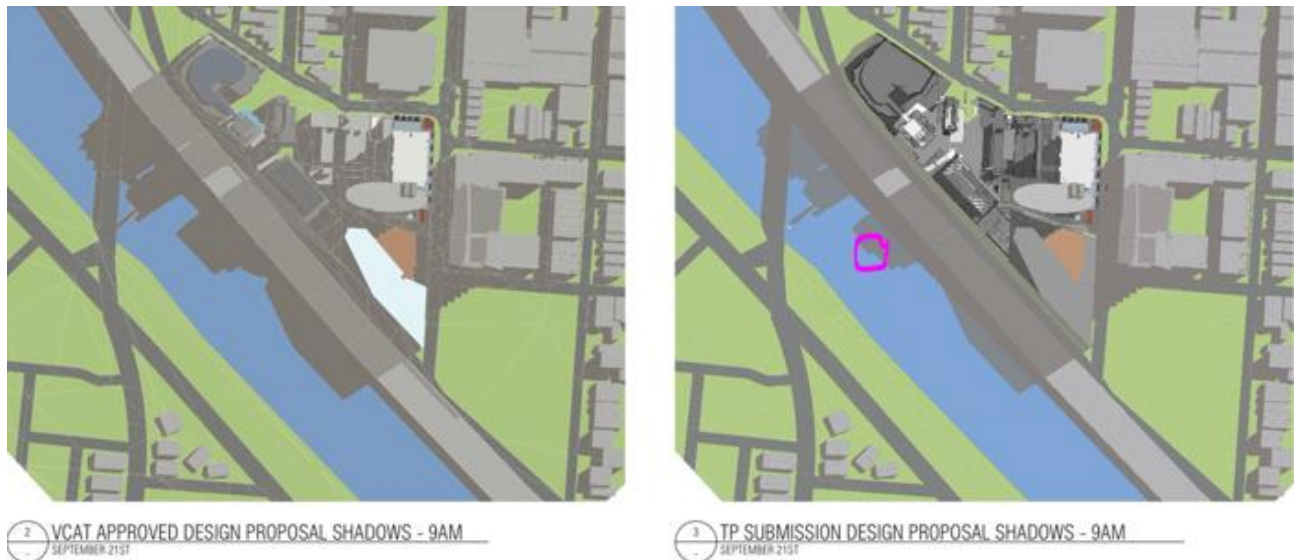 2
VCAT APPROVED DESIGN PROPOSAL SHADOWS - 9AM
SEPTEMBER 21ST
3
TP SUBMISSION DESIGN PROPOSAL SHADOWS - 9AM
SEPTEMBER 21ST